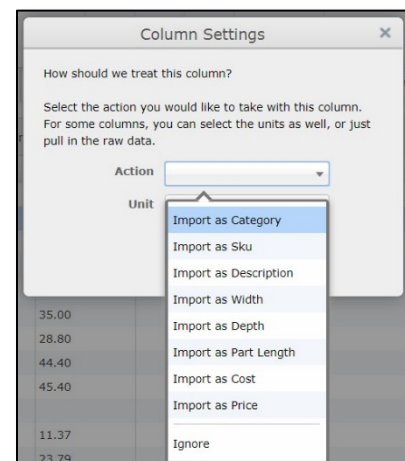 Column Settings ×
How should we treat this column?
Select the action you would like to take with this column.
For some columns, you can select the units as well, or just
pull in the raw data.
Action
Unit
Import as Category
Import as Sku
Import as Description
Import as Width
Import as Depth
Import as Part Length
Import as Cost
Import as Price
Ignore
35.00
28.80
44.40
45.40
11.37
23.79